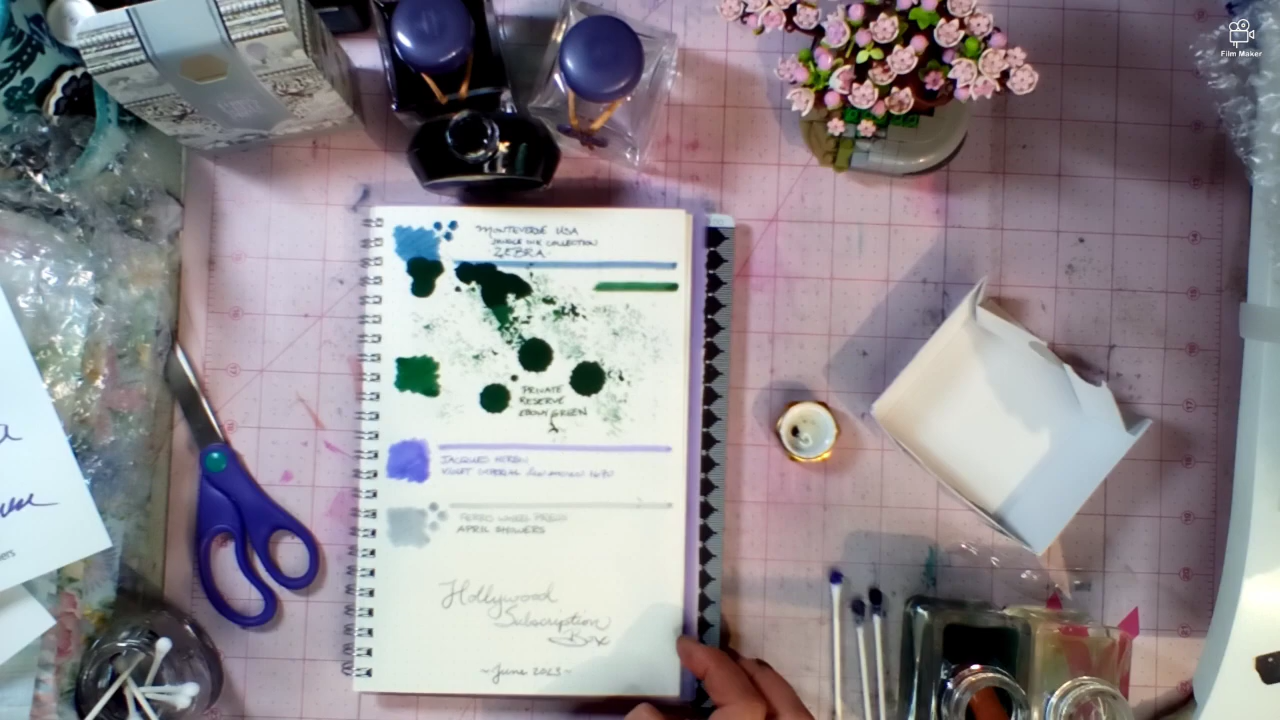 Film Maker
MONTEVERDE USA
JUNGLE INK COLLECTION
ZEBRA
PRIVATE
RESERVE
EBONY GREEN
JACQUES HERBIN
VIOLET IMPERIAL
FERRIS WHEEL PRESS
APRIL SHOWERS
Hollywood
Subscription
Box
~June 2023~